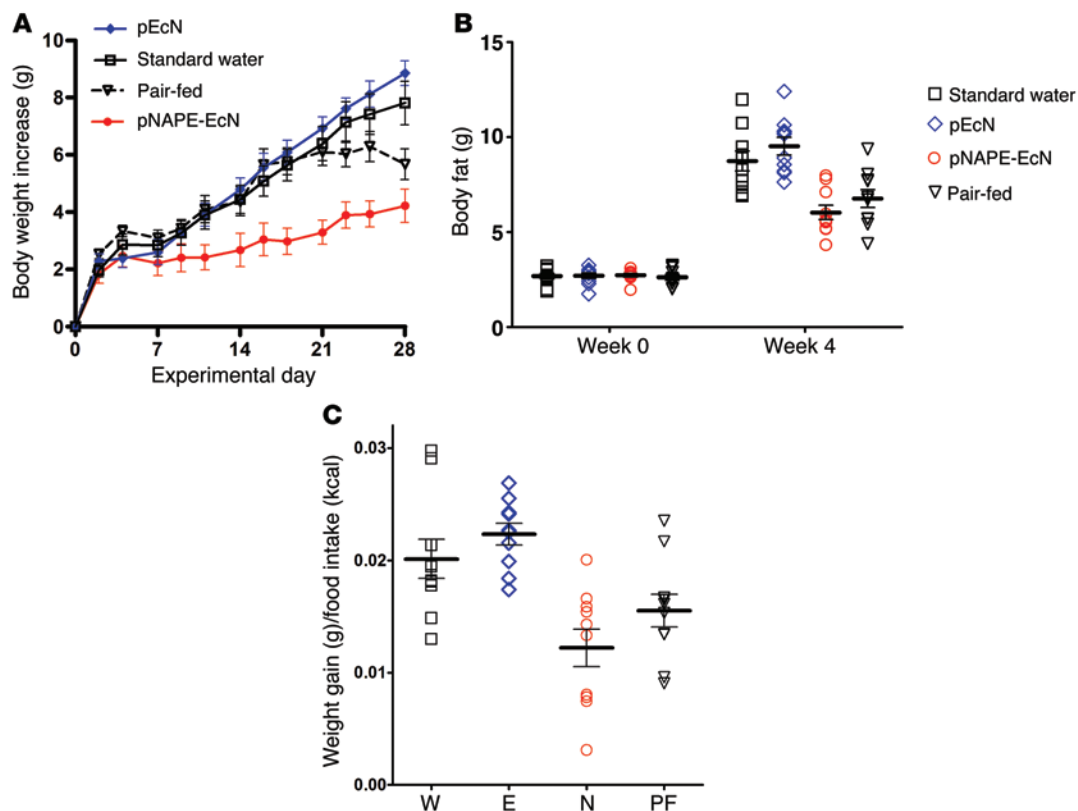 A
pEcN
Standard water
Pair-fed
pNAPE-EcN
Body weight increase (g)
10
8
6
4
2
0
0 7 14 21 28
Experimental day
B
Body fat (g)
15
10
5
0
Week 0 Week 4
Standard water
pEcN
pNAPE-EcN
Pair-fed
C
Weight gain (g)/food intake (kcal)
0.03
0.02
0.01
0.00
W E N PF